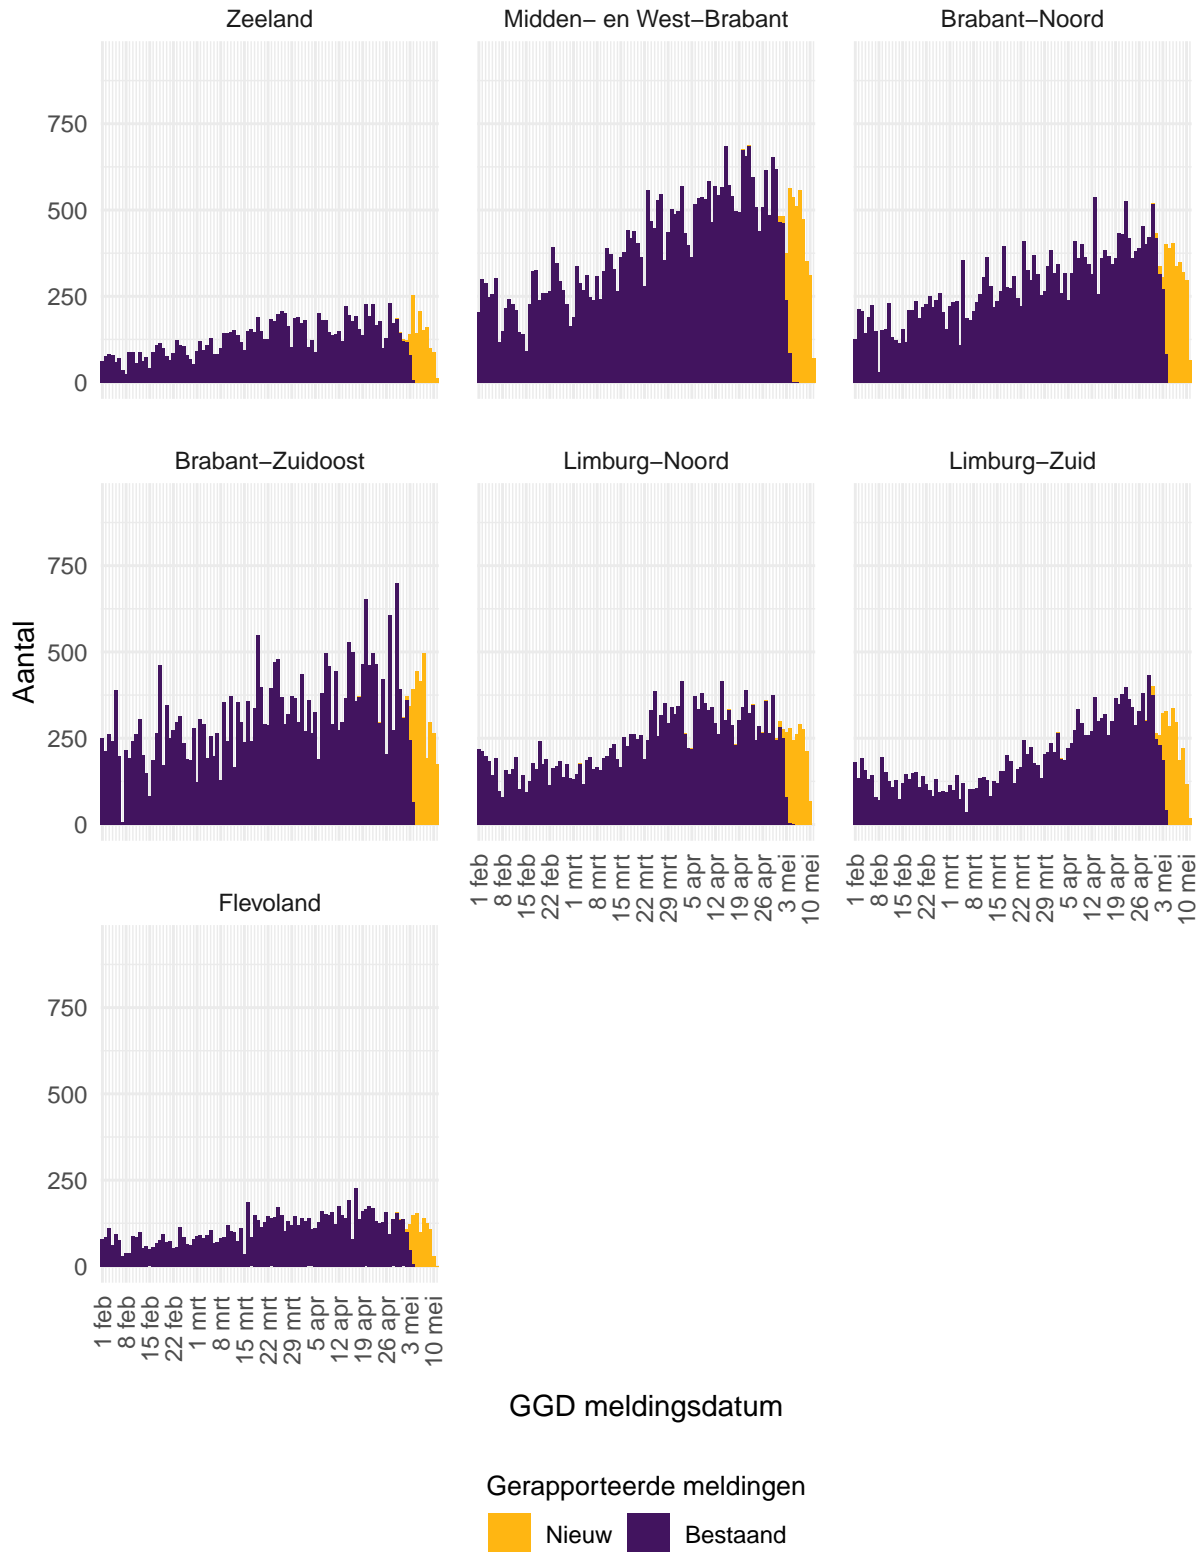 Zeeland
Midden− en West−Brabant
Brabant−Noord
750
500
250
0
Brabant−Zuidoost
Limburg−Noord
Limburg−Zuid
750
500
250
0
1 feb
8 feb
15 feb
22 feb
1 mrt
8 mrt
15 mrt
22 mrt
29 mrt
5 apr
12 apr
19 apr
26 apr
3 mei
10 mei
1 feb
8 feb
15 feb
22 feb
1 mrt
8 mrt
15 mrt
22 mrt
29 mrt
5 apr
12 apr
19 apr
26 apr
3 mei
10 mei
Flevoland
750
500
250
0
1 feb
8 feb
15 feb
22 feb
1 mrt
8 mrt
15 mrt
22 mrt
29 mrt
5 apr
12 apr
19 apr
26 apr
3 mei
10 mei
Aantal
GGD meldingsdatum
Gerapporteerde meldingen
Nieuw
Bestaand